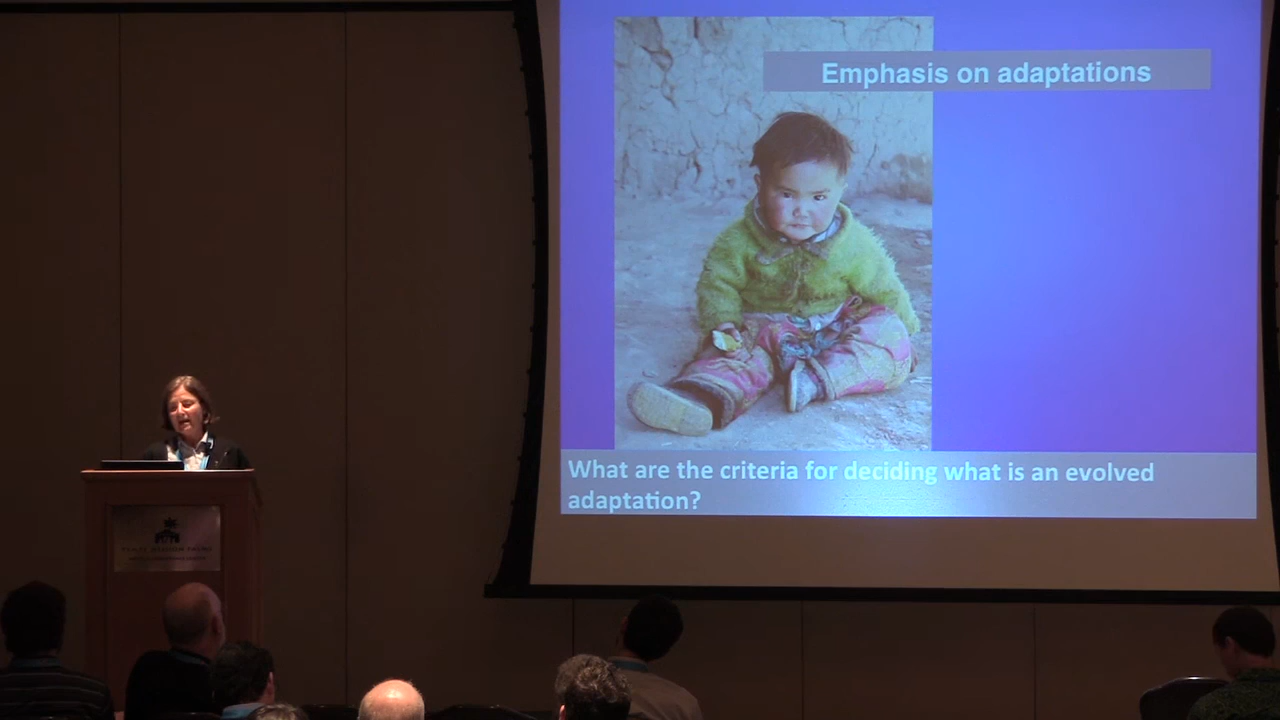 Emphasis on adaptations
What are the criteria for deciding what is an evolved
adaptation?